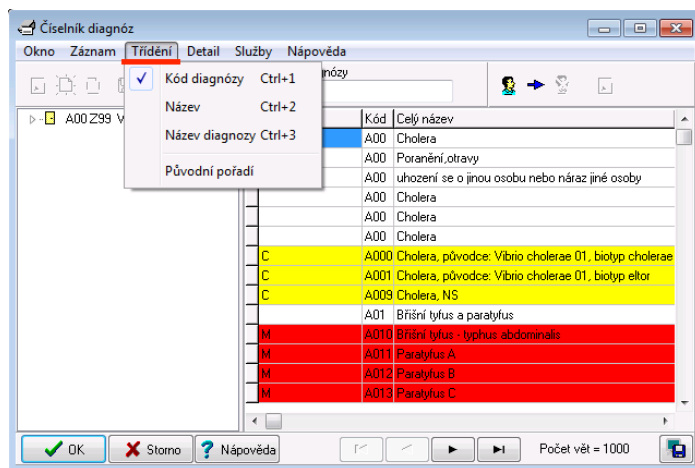 Číselník diagnóz
Okno Záznam Třídění Detail Služby Nápověda
Kód diagnózy Ctrl+1
Název Ctrl+2
Název diagnozy Ctrl+3
Původní pořadí
nózy
A00 Z99 V
Kód Celý název
A00 Cholera
A00 Poranění,otravy
A00 uhození se o jinou osobu nebo náraz jiné osoby
A00 Cholera
A00 Cholera
A00 Cholera
C A000 Cholera, původce: Vibrio cholerae 01, biotyp cholerae
C A001 Cholera, původce: Vibrio cholerae 01, biotyp eltor
C A009 Cholera, NS
A01 Břišní tyfus a paratyfus
M A010 Břišní tyfus - typhus abdominalis
M A011 Paratyfus A
M A012 Paratyfus B
M A013 Paratyfus C
OK Storno Nápověda Počet vět = 1000